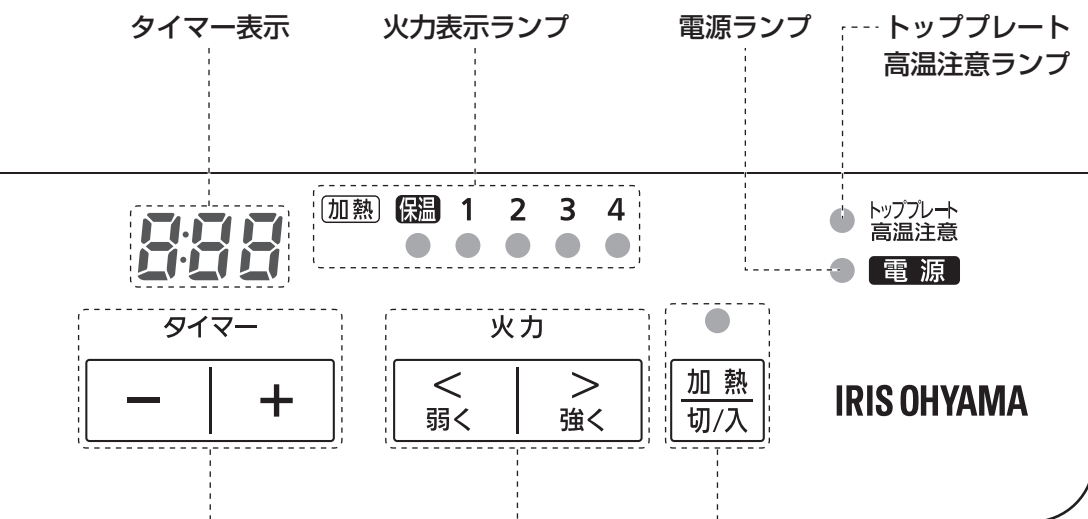 タイマー表示
火力表示ランプ
電源ランプ
トッププレート
高温注意ランプ
8:88
加熱 保温 1 2 3 4
トッププレート
高温注意
電源
タイマー
− +
火力
< >
弱く 強く
加熱
切/入
IRIS OHYAMA